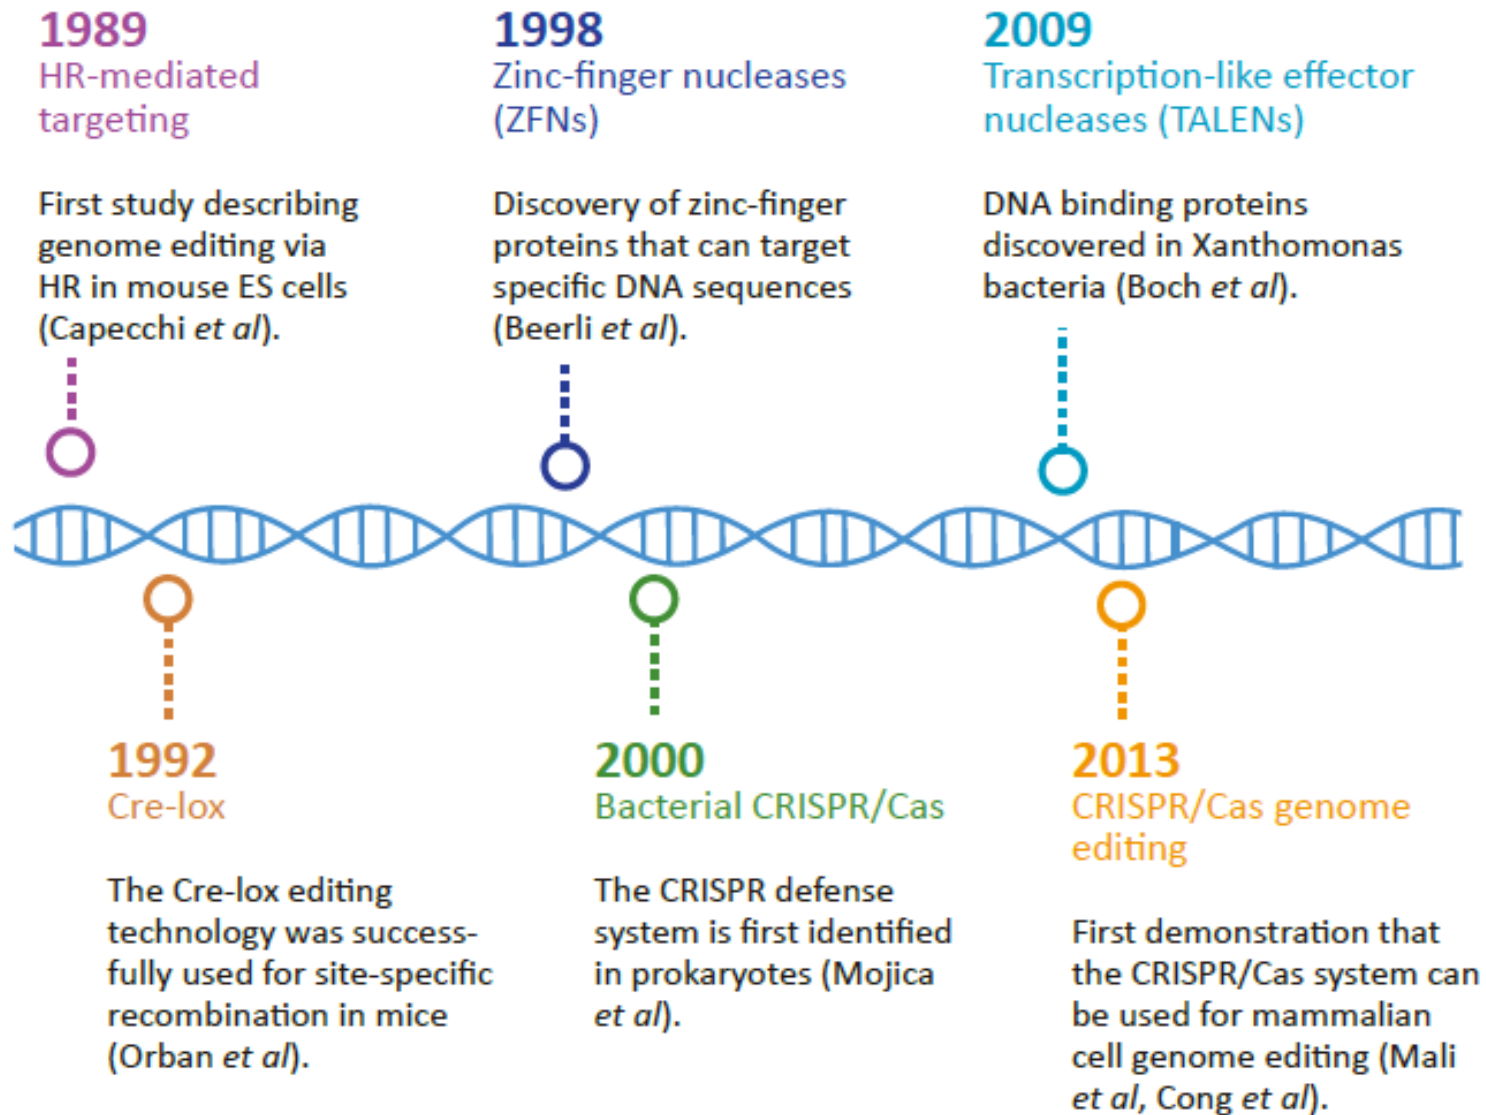 1989
HR-mediated
targeting
First study describing
genome editing via
HR in mouse ES cells
(Capecchi et al).
1998
Zinc-finger nucleases
(ZFNs)
Discovery of zinc-finger
proteins that can target
specific DNA sequences
(Beerli et al).
2009
Transcription-like effector
nucleases (TALENs)
DNA binding proteins
discovered in Xanthomonas
bacteria (Boch et al).
1992
Cre-lox
The Cre-lox editing
technology was success-
fully used for site-specific
recombination in mice
(Orban et al).
2000
Bacterial CRISPR/Cas
The CRISPR defense
system is first identified
in prokaryotes (Mojica
et al).
2013
CRISPR/Cas genome
editing
First demonstration that
the CRISPR/Cas system can
be used for mammalian
cell genome editing (Mali
et al, Cong et al).